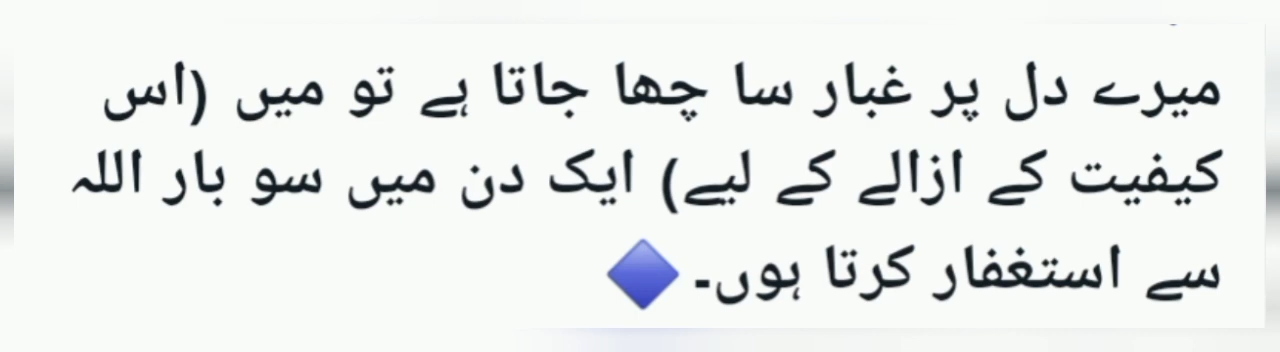 میرے دل پر غبار سا چھا جاتا ہے تو میں (اس
کیفیت کے ازالے کے لیے) ایک دن میں سو بار اللہ
سے استغفار کرتا ہوں۔